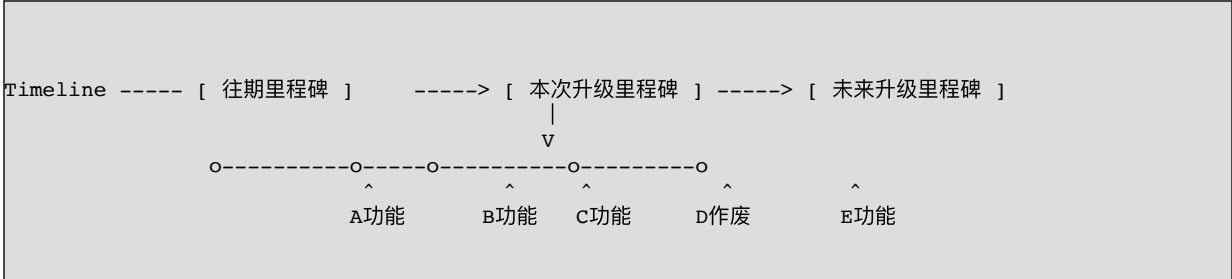 Timeline ----- [ 往期里程碑 ] -----> [ 本次升级里程碑 ] -----> [ 未来升级里程碑 ]
|
V
o----------o-----o----------o---------o
^ ^ ^ ^ ^
A功能 B功能 C功能 D作废 E功能